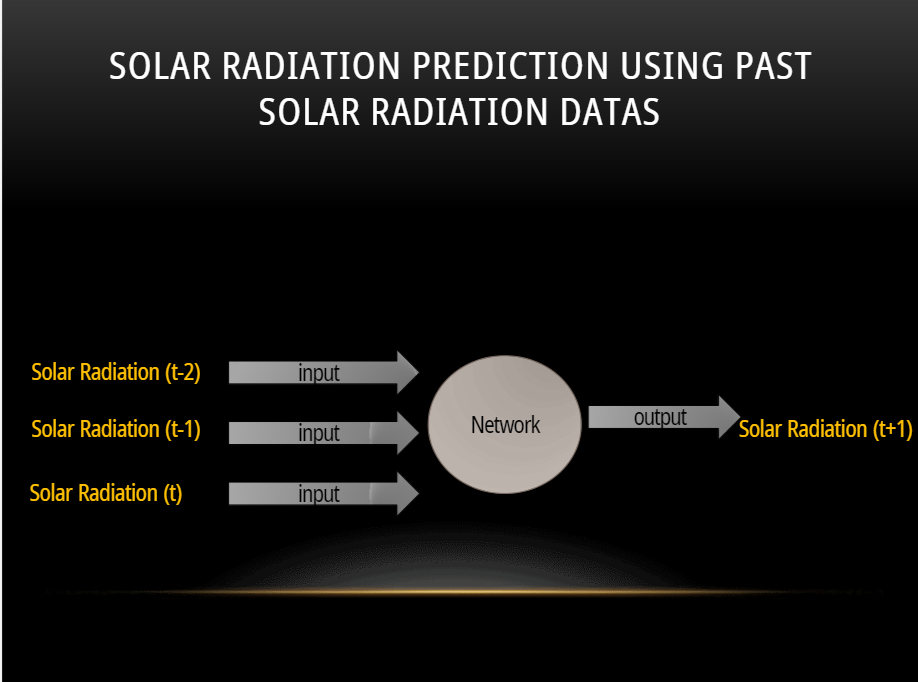 SOLAR RADIATION PREDICTION USING PAST
SOLAR RADIATION DATAS
Solar Radiation (t-2)
input
Solar Radiation (t-1)
input
Solar Radiation (t)
input
Network
output
Solar Radiation (t+1)